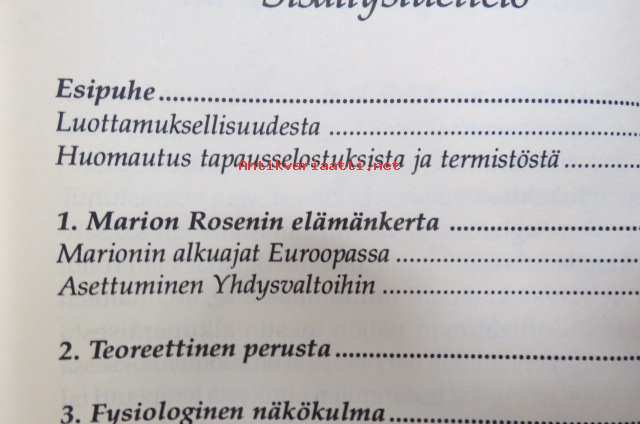 Sisällysluettelo
Esipuhe
Luottamuksellisuudesta
Huomautus tapausselostuksista ja termistöstä
Antikvariaatti.net
1. Marion Rosenin elämänkerta
Marionin alkuajat Euroopassa
Asettuminen Yhdysvaltoihin
2. Teoreettinen perusta
3. Fysiologinen näkökulma